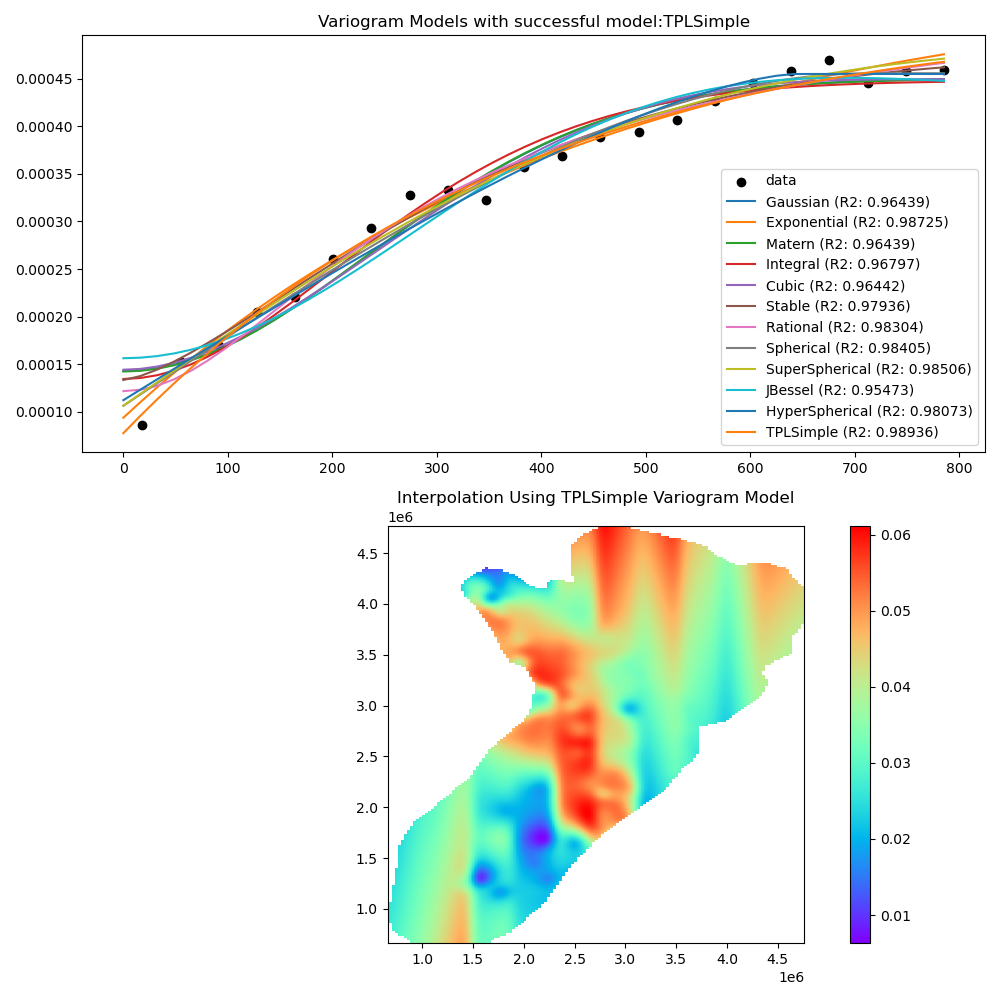 Variogram Models with successful model:TPLSimple
0.00045
0.00040
0.00035
0.00030
0.00025
0.00020
0.00015
0.00010
data
Gaussian (R2: 0.96439)
Exponential (R2: 0.98725)
Matern (R2: 0.96439)
Integral (R2: 0.96797)
Cubic (R2: 0.96442)
Stable (R2: 0.97936)
Rational (R2: 0.98304)
Spherical (R2: 0.98405)
SuperSpherical (R2: 0.98506)
JBessel (R2: 0.95473)
HyperSpherical (R2: 0.98073)
TPLSimple (R2: 0.98936)
0 100 200 300 400 500 600 700 800
Interpolation Using TPLSimple Variogram Model
1e6
4.5
4.0
3.5
3.0
2.5
2.0
1.5
1.0
1.0 1.5 2.0 2.5 3.0 3.5 4.0 4.5
1e6
0.06
0.05
0.04
0.03
0.02
0.01